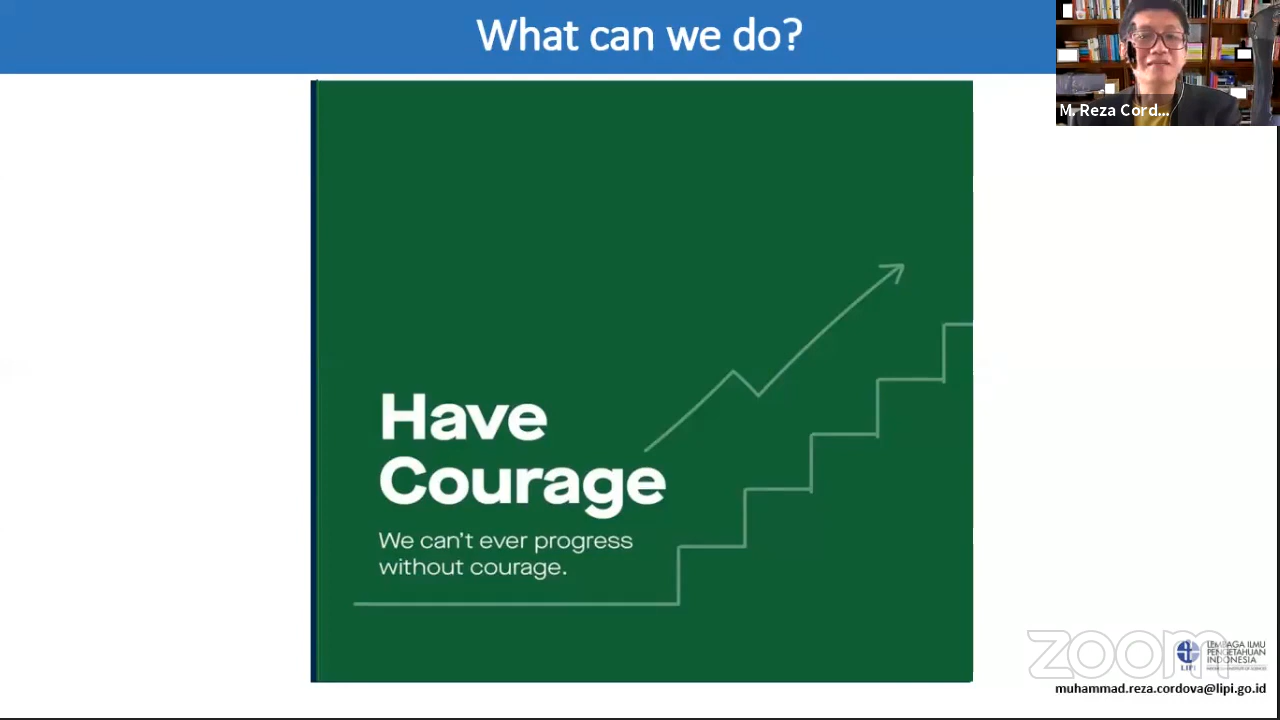 What can we do?
M. Reza Cord...
Have
Courage
We can't ever progress
without courage.
zoom
LIPI
LEMBAGA ILMU
PENGETAHUAN
INDONESIA
muhammad.reza.cordova@lipi.go.id